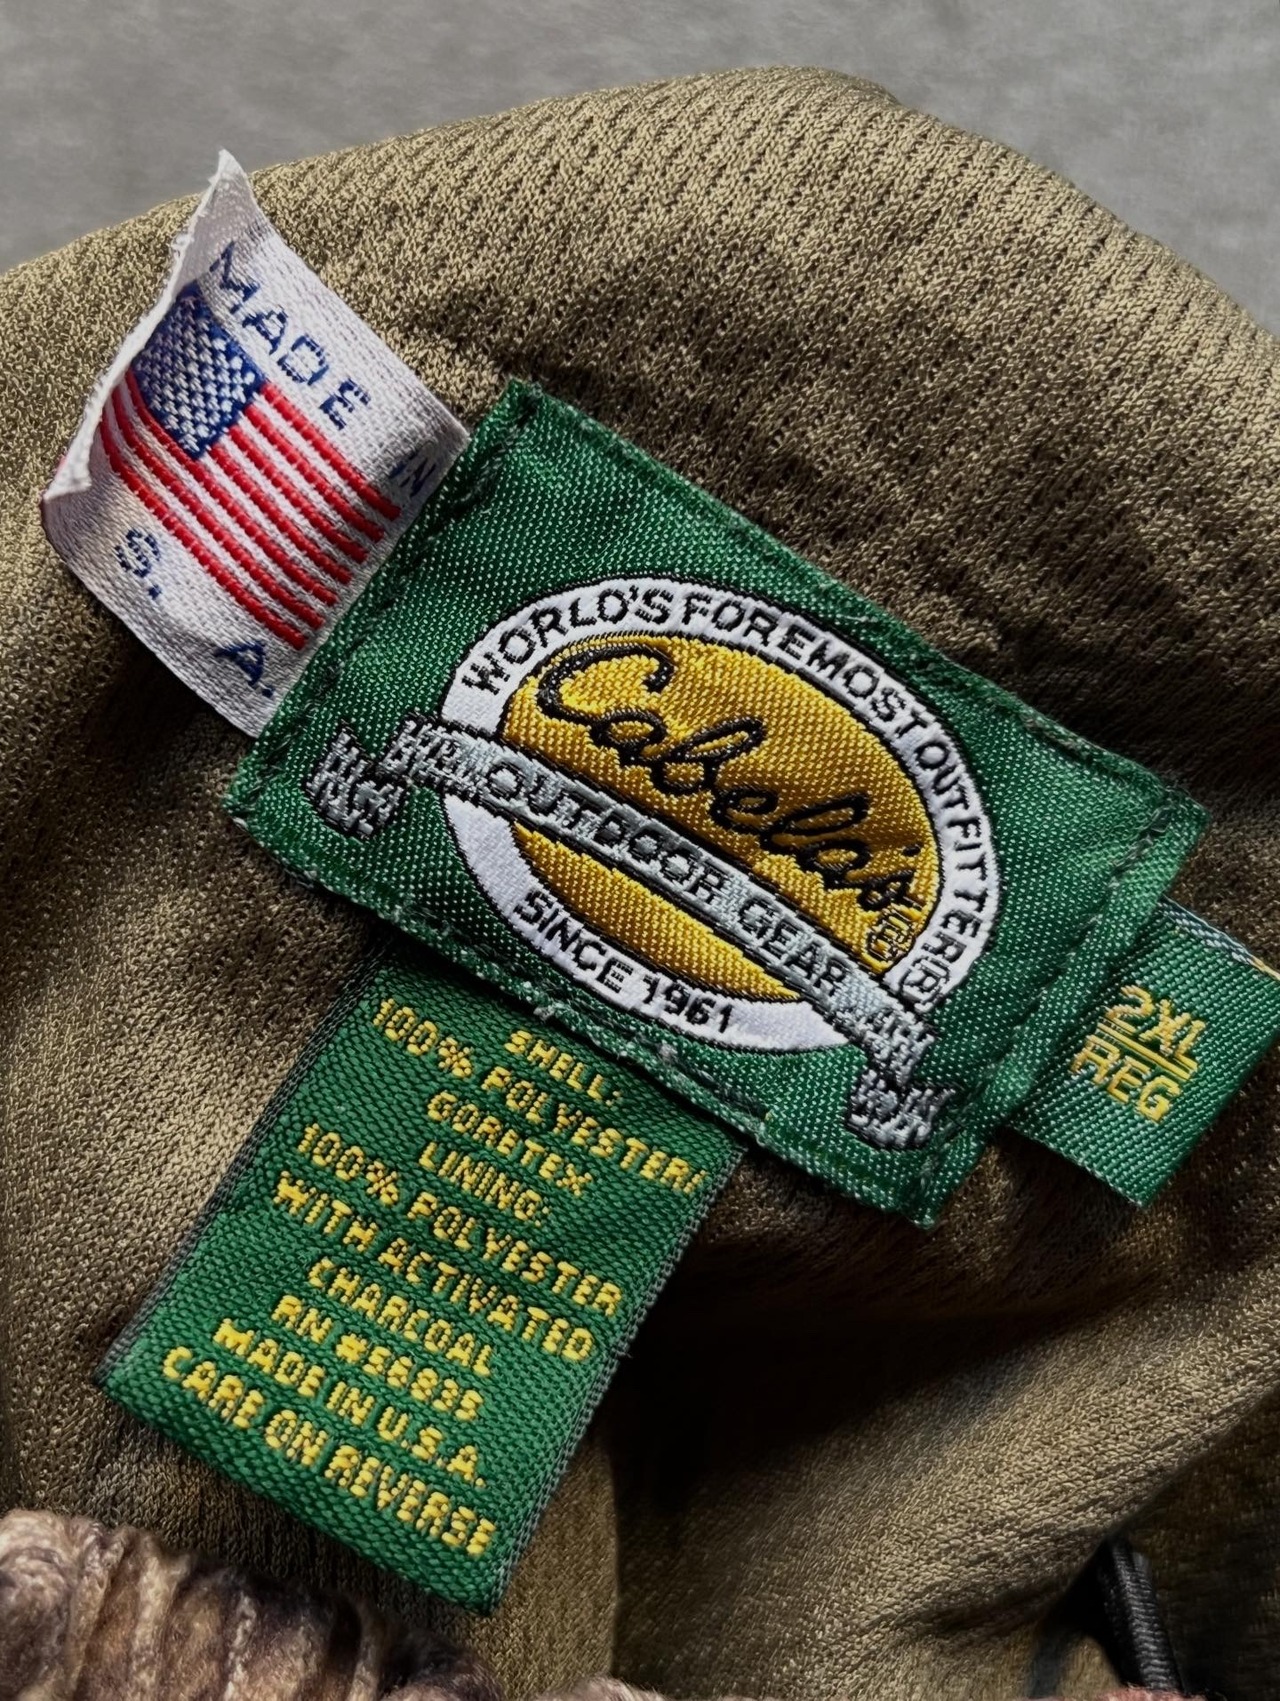 MADE IN
S. A.
WORLD'S FOREMOST OUTFITTER®
Cabela's®
OUTDOOR GEAR
SINCE 1961
2XL
REG
SHELL:
100% POLYESTER/
GORETEX
LINING:
100% POLYESTER
WITH ACTIVATED
CHARCOAL
RN #58835
MADE IN U.S.A.
CARE ON REVERSE